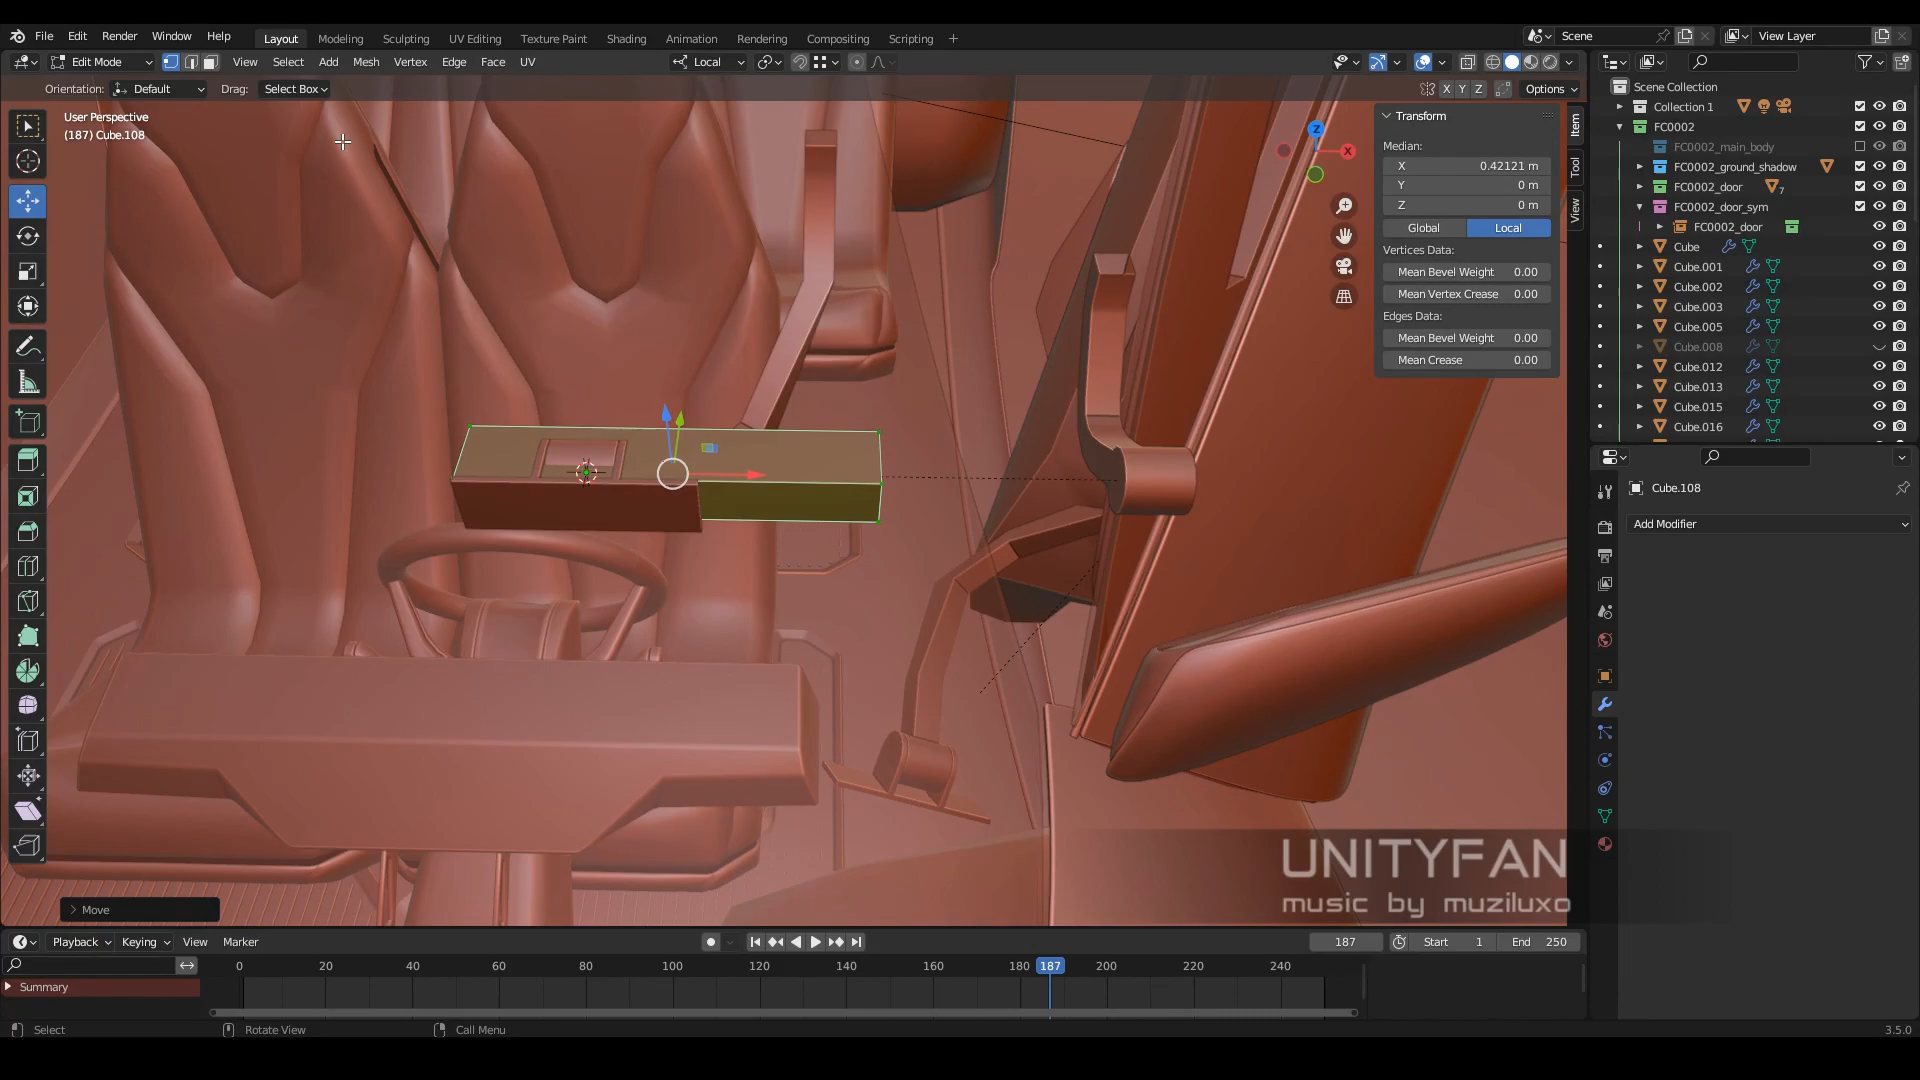 File Edit Render Window Help Layout Modeling Sculpting UV Editing Texture Paint Shading Animation Rendering Compositing Scripting + Scene View Layer
Edit Mode View Select Add Mesh Vertex Edge Face UV Local
Orientation: Default Drag: Select Box X Y Z Options
User Perspective
(187) Cube.108
Z
X
Transform
Median:
X 0.42121 m
Y 0 m
Z 0 m
Global Local
Vertices Data:
Mean Bevel Weight 0.00
Mean Vertex Crease 0.00
Edges Data:
Mean Bevel Weight 0.00
Mean Crease 0.00
Item
Tool
View
Scene Collection
Collection 1
FC0002
FC0002_main_body
FC0002_ground_shadow
FC0002_door 7
FC0002_door_sym
FC0002_door
Cube
Cube.001
Cube.002
Cube.003
Cube.005
Cube.008
Cube.012
Cube.013
Cube.015
Cube.016
Cube.108
Add Modifier
UNITYFAN
music by muziluxo
Move
Playback Keying View Marker 187 Start 1 End 250
0 20 40 60 80 100 120 140 160 180 187 200 220 240
Summary
Select Rotate View Call Menu 3.5.0